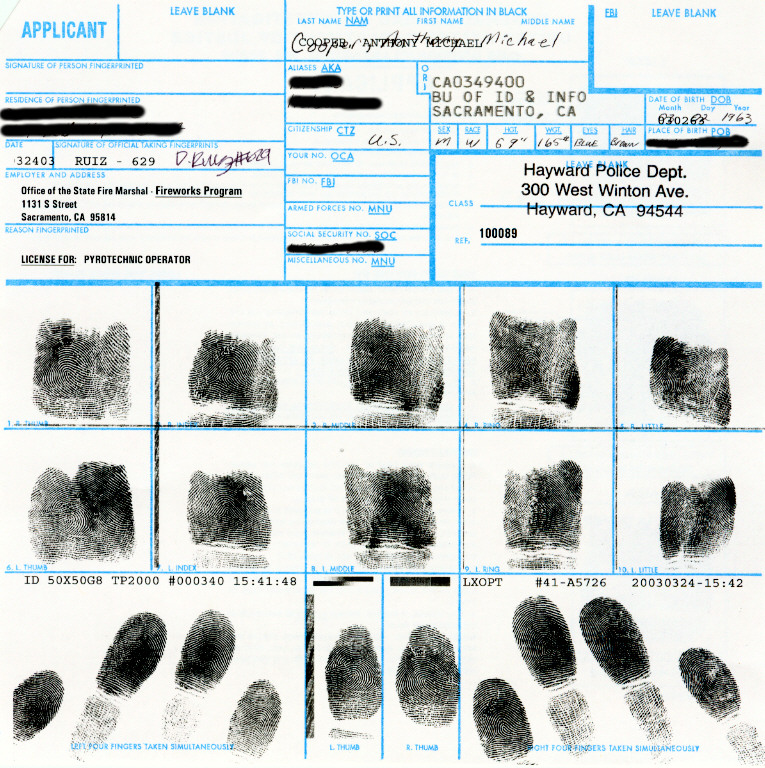 APPLICANT
LEAVE BLANK
TYPE OR PRINT ALL INFORMATION IN BLACK
LAST NAME NAM FIRST NAME MIDDLE NAME
FBI LEAVE BLANK
Cooper, Anthony Michael
COOPER, ANTHONY MICHAEL
SIGNATURE OF PERSON FINGERPRINTED
ALIASES AKA
ORI
CA0349400
BU OF ID & INFO
SACRAMENTO, CA
RESIDENCE OF PERSON FINGERPRINTED
DATE OF BIRTH DOB
Month Day Year
1963
030263
CITIZENSHIP CTZ
U.S.
SEX RACE HGT. WGT. EYES HAIR
M W 6'9" 165# BLUE Brown
PLACE OF BIRTH POB
DATE SIGNATURE OF OFFICIAL TAKING FINGERPRINTS
032403 RUIZ - 629 D. Ruiz #629
YOUR NO. OCA
LEAVE BLANK
EMPLOYER AND ADDRESS
Office of the State Fire Marshal - Fireworks Program
1131 S Street
Sacramento, CA 95814
FBI NO. FBI
Hayward Police Dept.
300 West Winton Ave.
Hayward, CA 94544
CLASS
ARMED FORCES NO. MNU
REASON FINGERPRINTED
SOCIAL SECURITY NO. SOC
REF. 100089
LICENSE FOR: PYROTECHNIC OPERATOR
MISCELLANEOUS NO. MNU
1. R. THUMB 2. R. INDEX 3. R. MIDDLE 4. R. RING 5. R. LITTLE
6. L. THUMB 7. L. INDEX 8. L. MIDDLE 9. L. RING 10. L. LITTLE
ID 50X50G8 TP2000 #000340 15:41:48 LXOPT #41-A5726 20030324-15:42
LEFT FOUR FINGERS TAKEN SIMULTANEOUSLY L. THUMB R. THUMB RIGHT FOUR FINGERS TAKEN SIMULTANEOUSLY